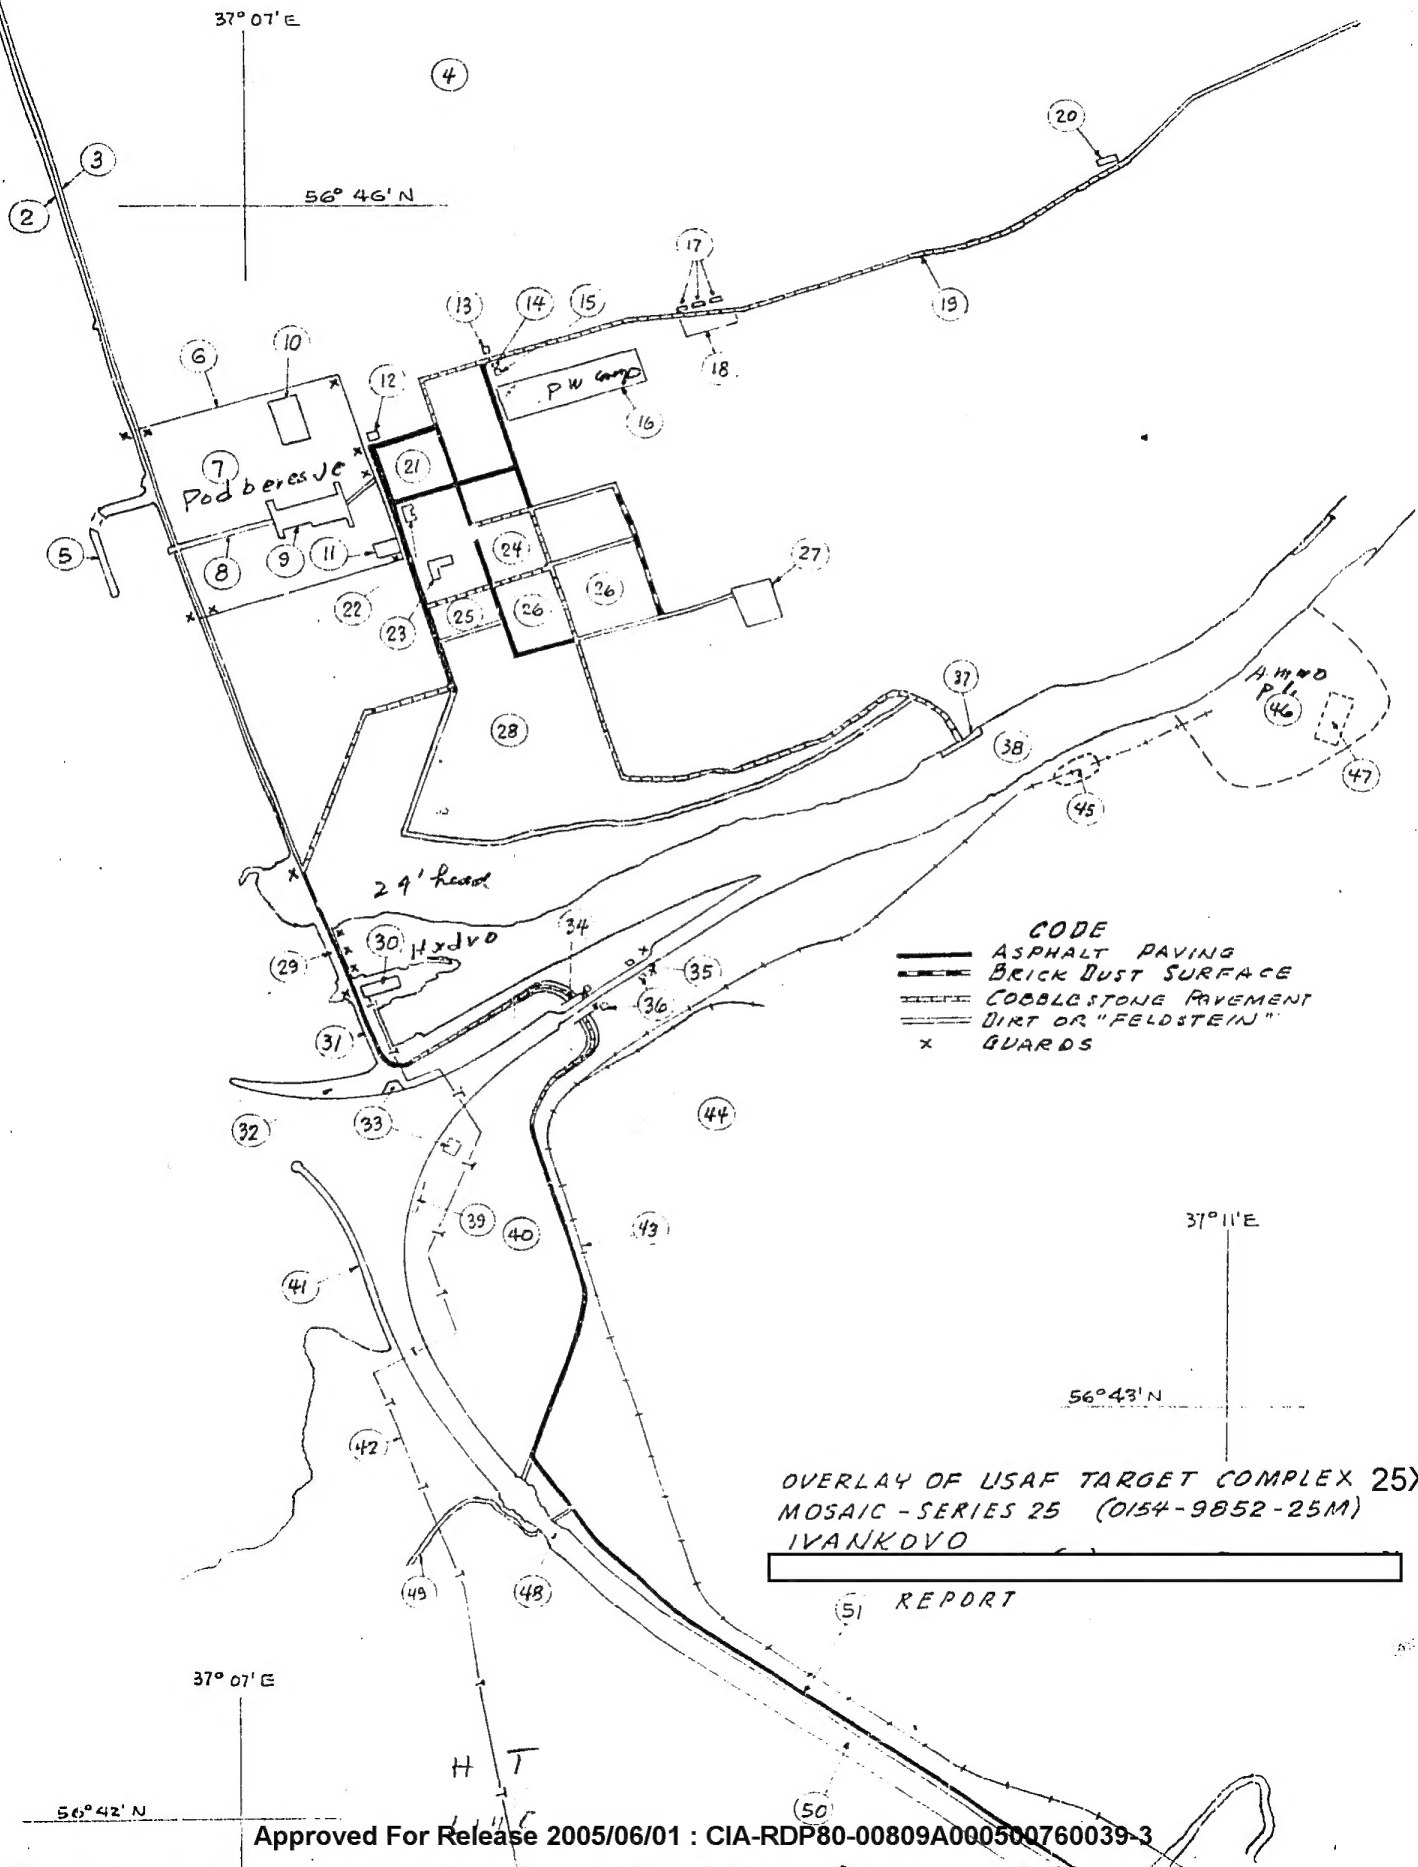 37° 07' E
4
20
3
56° 46' N
2
17
13
14
15
19
6
10
12
18
PW camp
16
7
21
Podberesje
5
8
9
11
24
27
22
23
25
26
26
37
Ammo
Pl.
46
28
38
47
45
24' head
CODE
34
30
Hydro
ASPHALT PAVING
29
35
BRICK DUST SURFACE
36
COBBLESTONE PAVEMENT
DIRT OR "FELDSTEIN"
31
x GUARDS
32
33
44
39
40
43
37° 11' E
41
56° 43' N
42
OVERLAY OF USAF TARGET COMPLEX 25X
MOSAIC - SERIES 25 (0154-9852-25M)
IVANKOVO
49
48
51
REPORT
37° 07' E
H T
50
56° 42' N
Approved For Release 2005/06/01 : CIA-RDP80-00809A000500760039-3